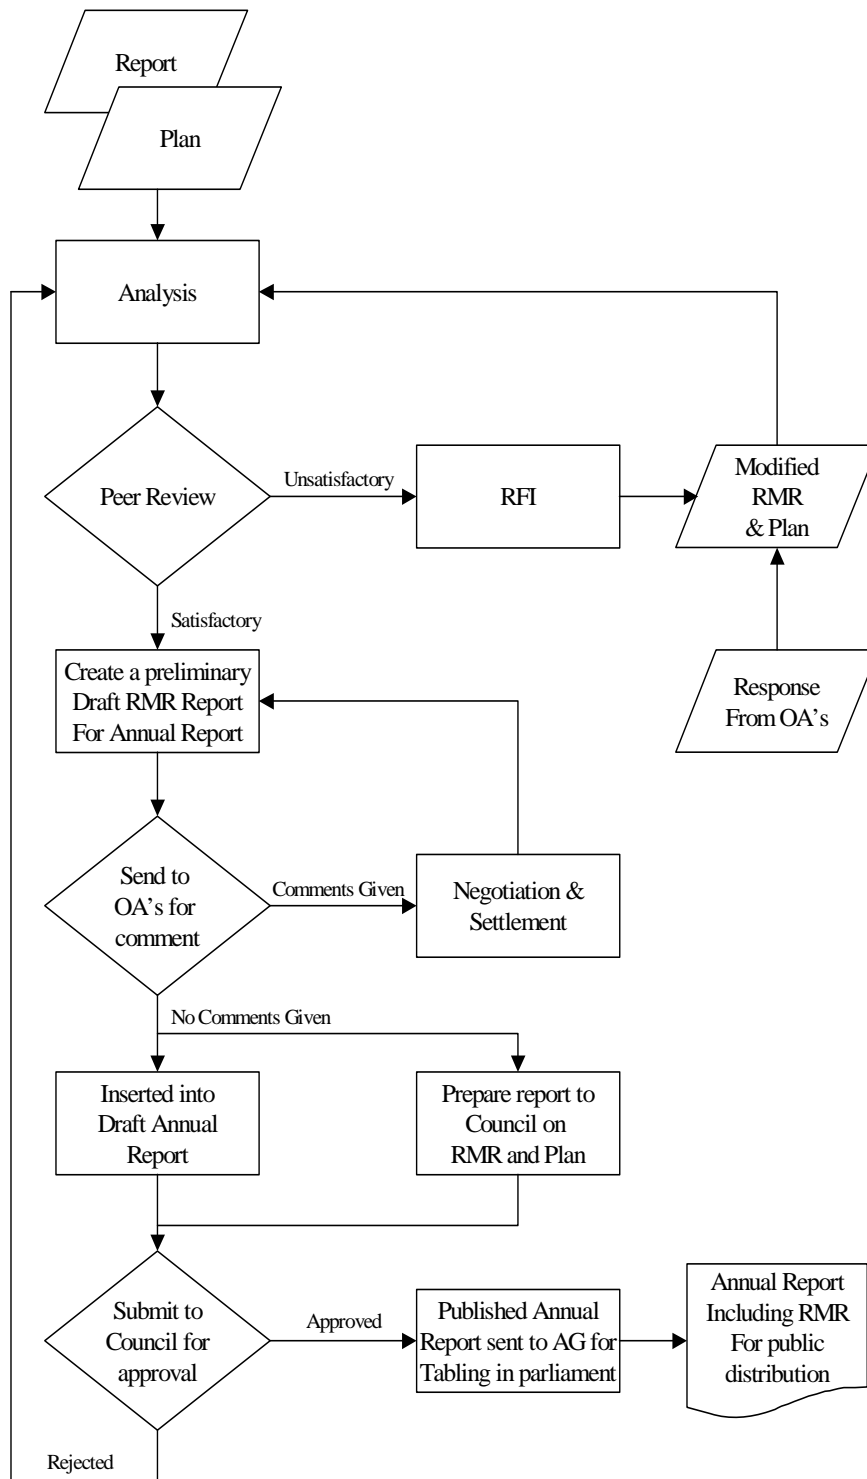 Report
Plan
Analysis
Peer Review
Unsatisfactory
RFI
Modified
RMR
& Plan
Satisfactory
Create a preliminary
Draft RMR Report
For Annual Report
Response
From OA's
Send to
OA's for
comment
Comments Given
Negotiation &
Settlement
No Comments Given
Inserted into
Draft Annual
Report
Prepare report to
Council on
RMR and Plan
Submit to
Council for
approval
Approved
Published Annual
Report sent to AG for
Tabling in parliament
Annual Report
Including RMR
For public
distribution
Rejected